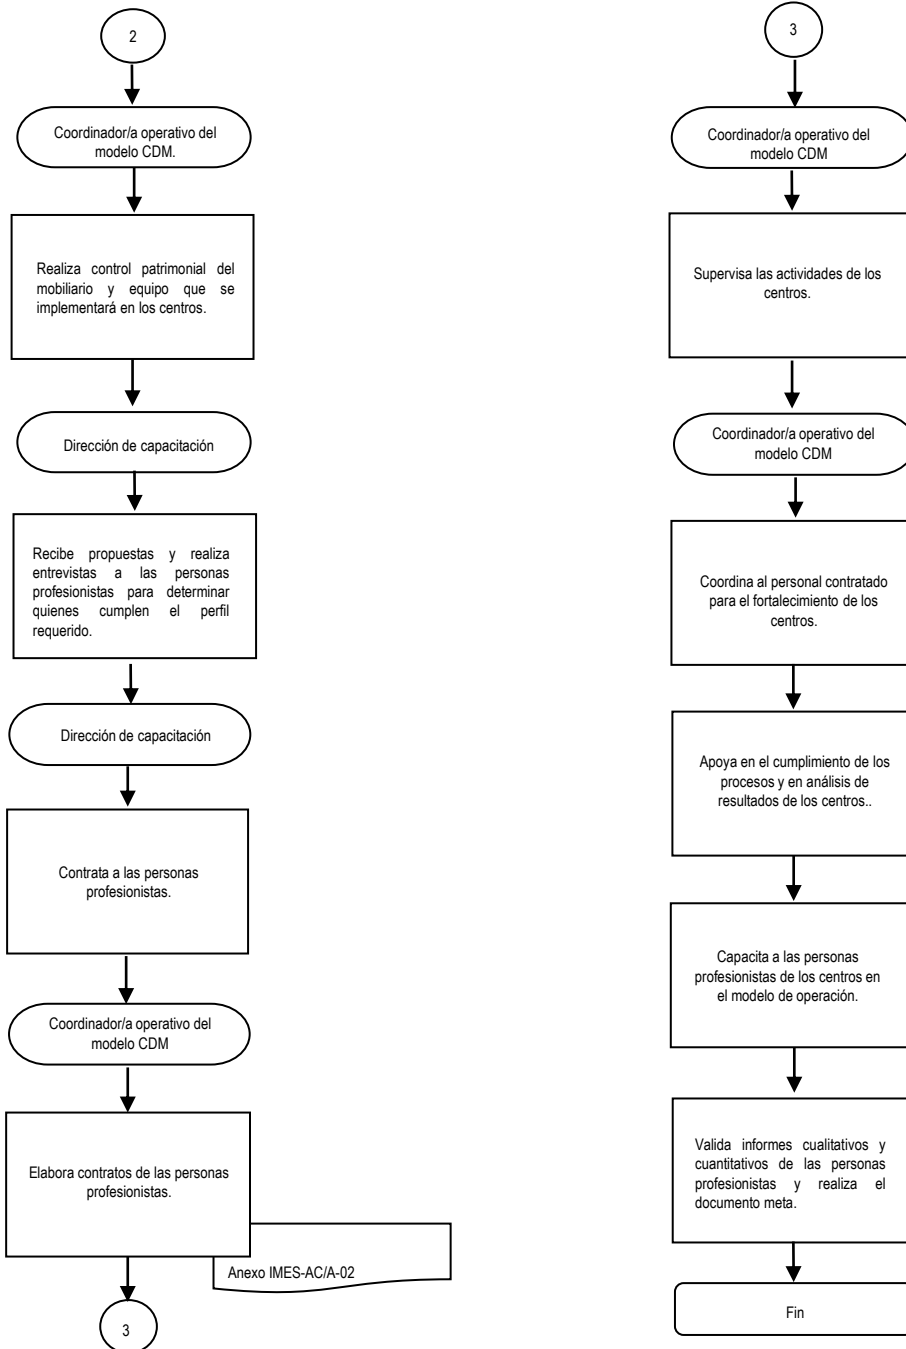 2
Coordinador/a operativo del
modelo CDM.
Realiza control patrimonial del
mobiliario y equipo que se
implementará en los centros.
Dirección de capacitación
Recibe propuestas y realiza
entrevistas a las personas
profesionistas para determinar
quienes cumplen el perfil
requerido.
Dirección de capacitación
Contrata a las personas
profesionistas.
Coordinador/a operativo del
modelo CDM
Elabora contratos de las personas
profesionistas.
Anexo IMES-AC/A-02
3
3
Coordinador/a operativo del
modelo CDM
Supervisa las actividades de los
centros.
Coordinador/a operativo del
modelo CDM
Coordina al personal contratado
para el fortalecimiento de los
centros.
Apoya en el cumplimiento de los
procesos y en análisis de
resultados de los centros..
Capacita a las personas
profesionistas de los centros en
el modelo de operación.
Valida informes cualitativos y
cuantitativos de las personas
profesionistas y realiza el
documento meta.
Fin